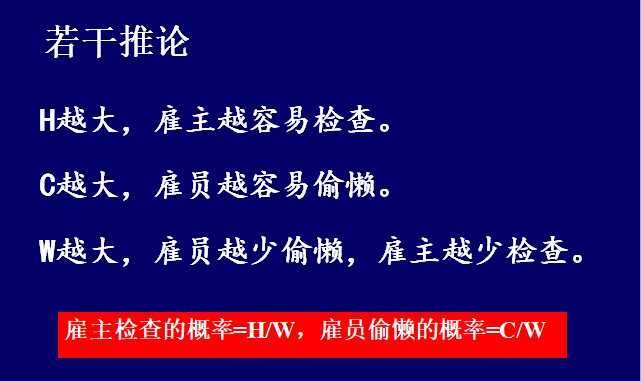 若干推论
H越大，雇主越容易检查。
C越大，雇员越容易偷懒。
W越大，雇员越少偷懒，雇主越少检查。
雇主检查的概率=H/W，雇员偷懒的概率=C/W